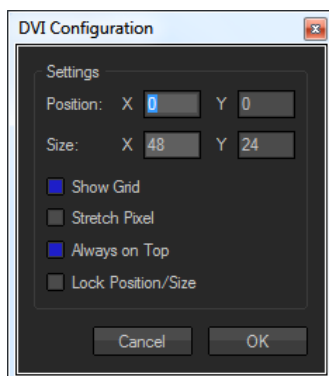 DVI Configuration
Settings
Position: X 0 Y 0
Size: X 48 Y 24
Show Grid
Stretch Pixel
Always on Top
Lock Position/Size
Cancel OK